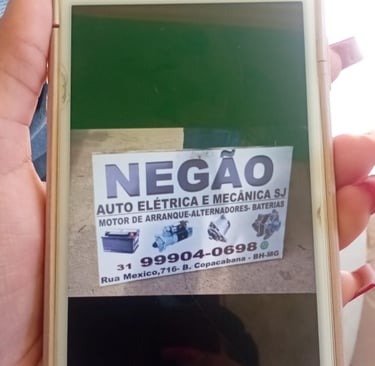 NEGÃO
AUTO ELÉTRICA E MECÂNICA SJ
MOTOR DE ARRANQUE-ALTERNADORES- BATERIAS
31 99904-0698
Rua Mexico,716- B. Copacabana - BH-MG